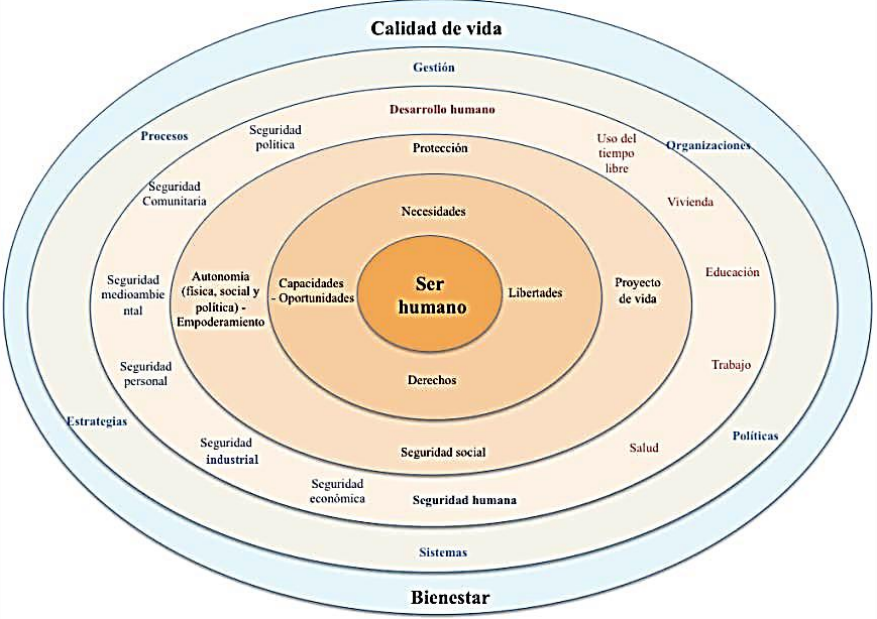 Calidad de vida
Gestión
Desarrollo humano
Procesos
Seguridad
política
Uso del
tiempo
libre
Organizaciones
Protección
Seguridad
Comunitaria
Vivienda
Necesidades
Seguridad
medioambie
ntal
Autonomia
(física, social y
política) -
Empoderamiento
Capacidades
- Oportunidades
Ser
humano
Libertades
Proyecto
de vida
Educación
Seguridad
personal
Derechos
Trabajo
Estrategias
Seguridad
industrial
Seguridad social
Salud
Políticas
Seguridad
económica
Seguridad humana
Sistemas
Bienestar